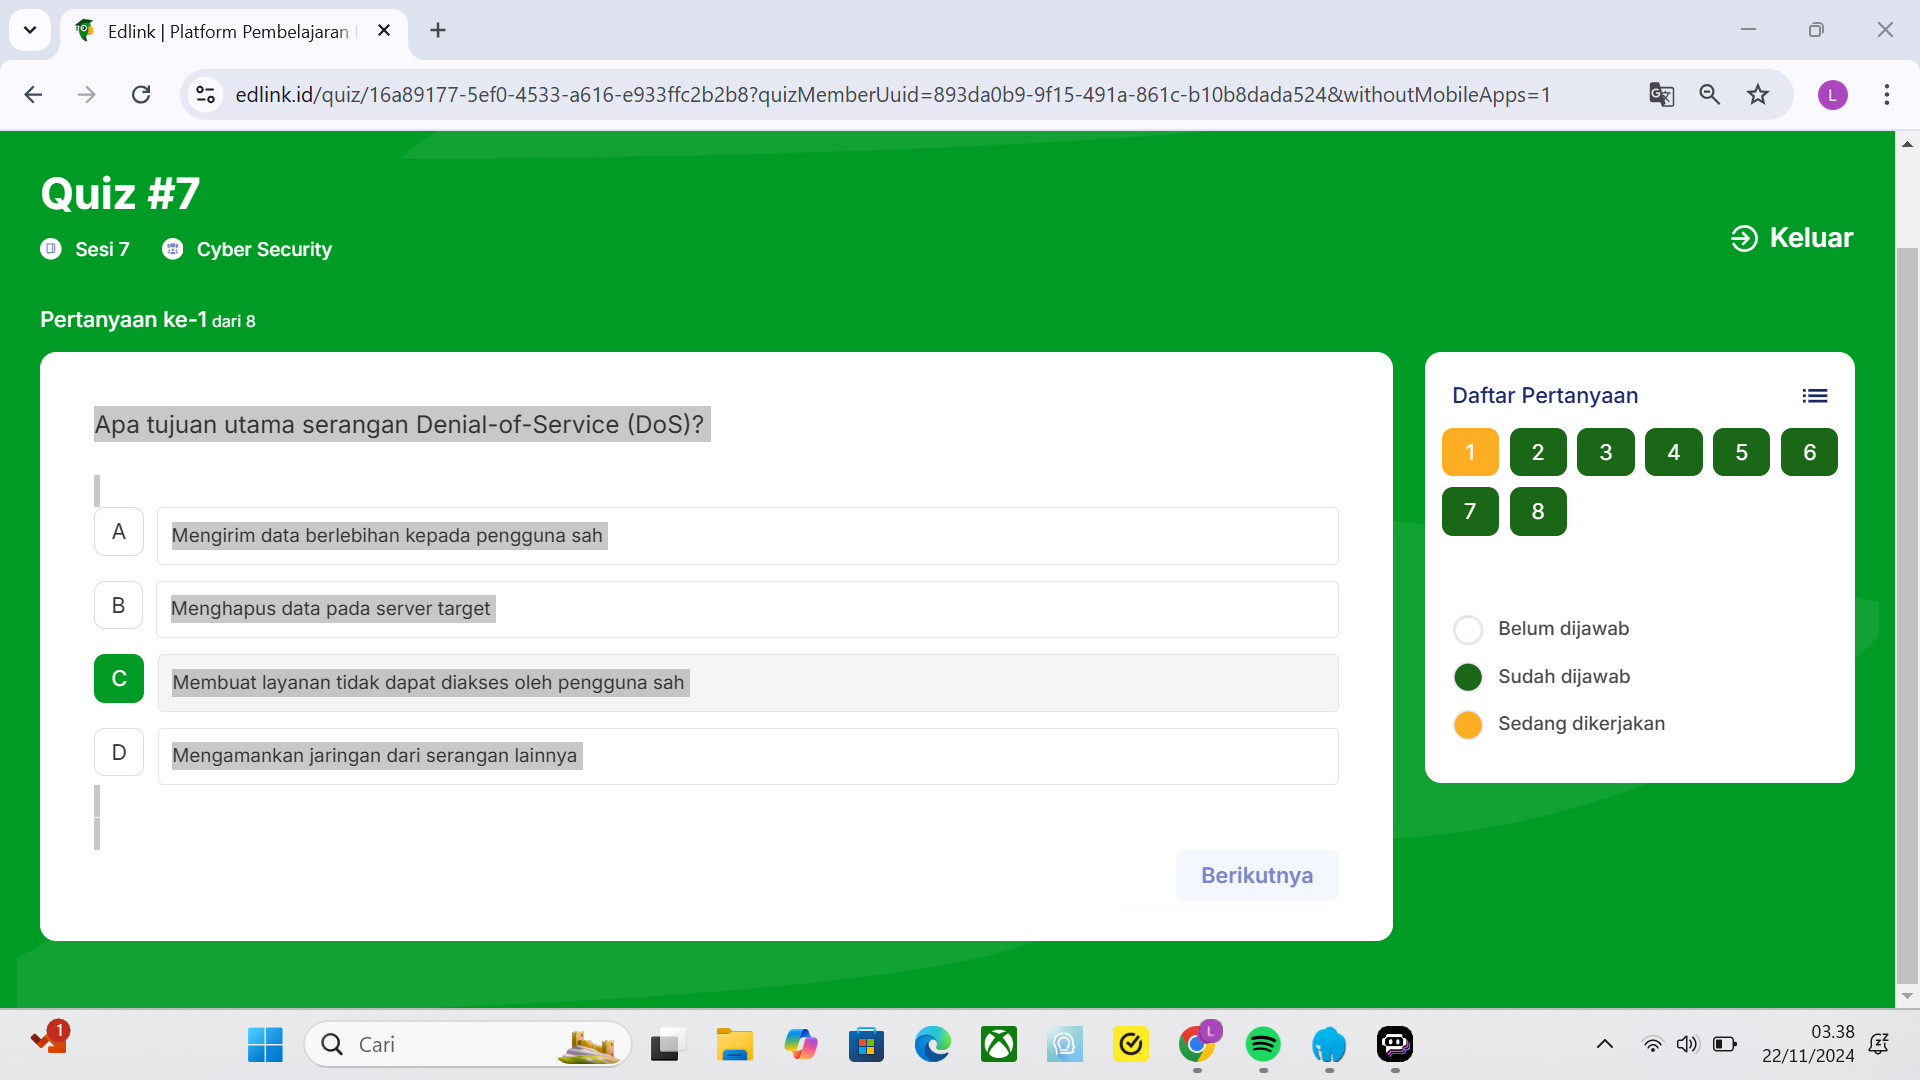 Edlink | Platform Pembelajaran
edlink.id/quiz/16a89177-5ef0-4533-a616-e933ffc2b2b8?quizMemberUuid=893da0b9-9f15-491a-861c-b10b8dada524&withoutMobileApps=1
L
Quiz #7
Sesi 7
Cyber Security
Keluar
Pertanyaan ke-1 dari 8
Apa tujuan utama serangan Denial-of-Service (DoS)?
A
Mengirim data berlebihan kepada pengguna sah
B
Menghapus data pada server target
C
Membuat layanan tidak dapat diakses oleh pengguna sah
D
Mengamankan jaringan dari serangan lainnya
Berikutnya
Daftar Pertanyaan
1 2 3 4 5 6
7 8
Belum dijawab
Sudah dijawab
Sedang dikerjakan
1
Cari
L
03.38
22/11/2024